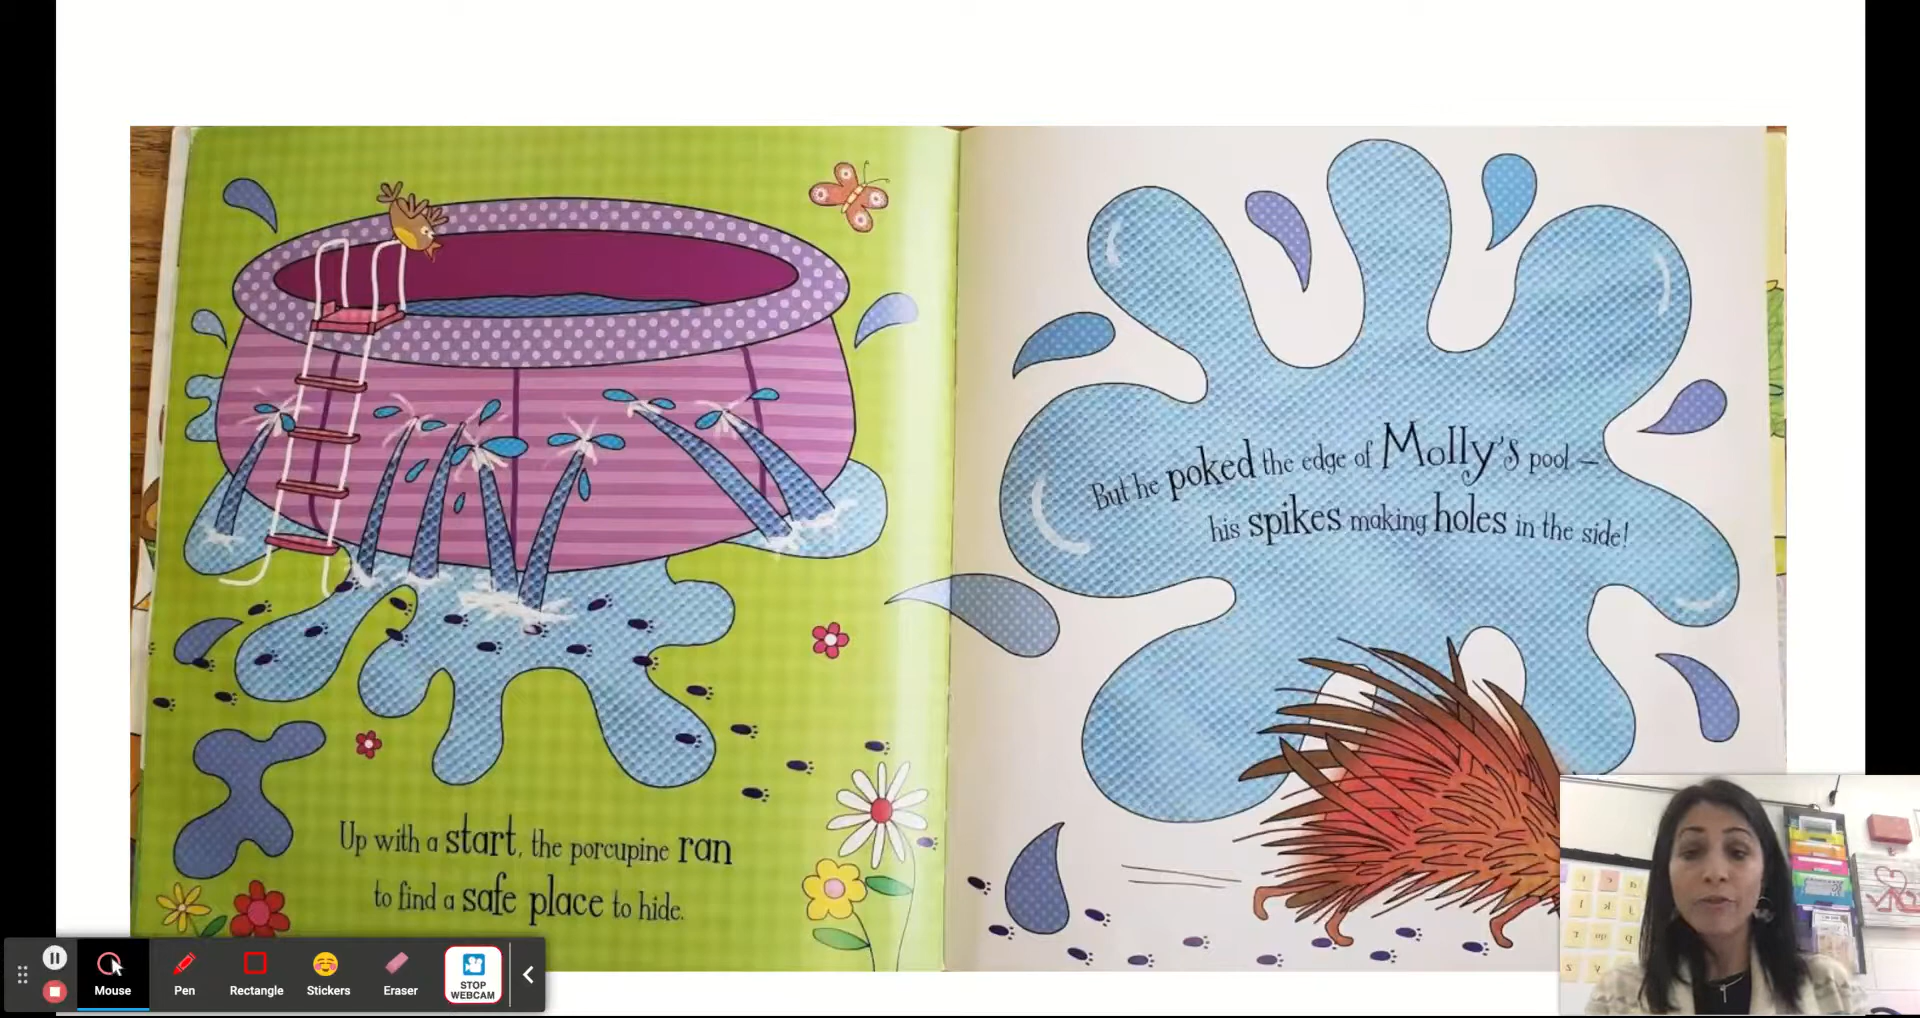 Up with a start, the porcupine ran
to find a safe place to hide.
But he poked the edge of Molly's pool –
his spikes making holes in the side!
Mouse
Pen
Rectangle
Stickers
Eraser
STOP
WEBCAM